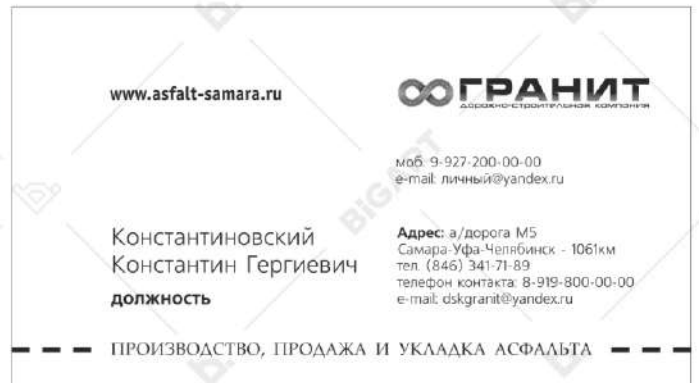 www.asfalt-samara.ru
ГРАНИТ
дорожно-строительная компания
моб. 9-927-200-00-00
e-mail: личный@yandex.ru
Константиновский
Константин Гергиевич
должность
Адрес: а/дорога М5
Самара-Уфа-Челябинск - 1061км
тел. (846) 341-71-89
телефон контакта: 8-919-800-00-00
e-mail: dskgranit@yandex.ru
ПРОИЗВОДСТВО, ПРОДАЖА И УКЛАДКА АСФАЛЬТА
BiGART
b.
b.
b.
b.
b.